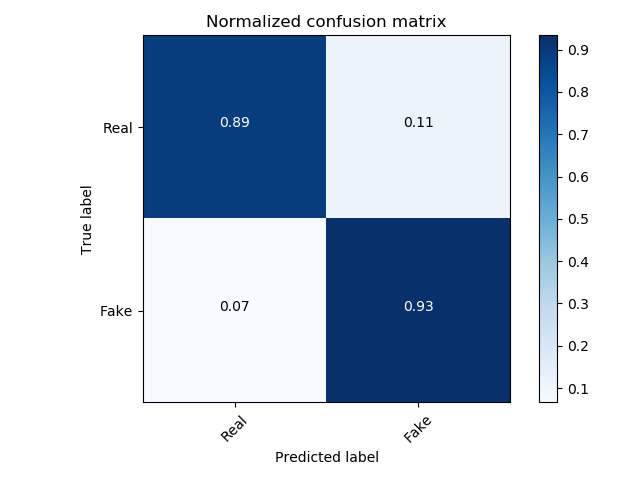 Normalized confusion matrix
Real
0.89
0.11
Fake
0.07
0.93
True label
Real
Fake
Predicted label
0.9
0.8
0.7
0.6
0.5
0.4
0.3
0.2
0.1